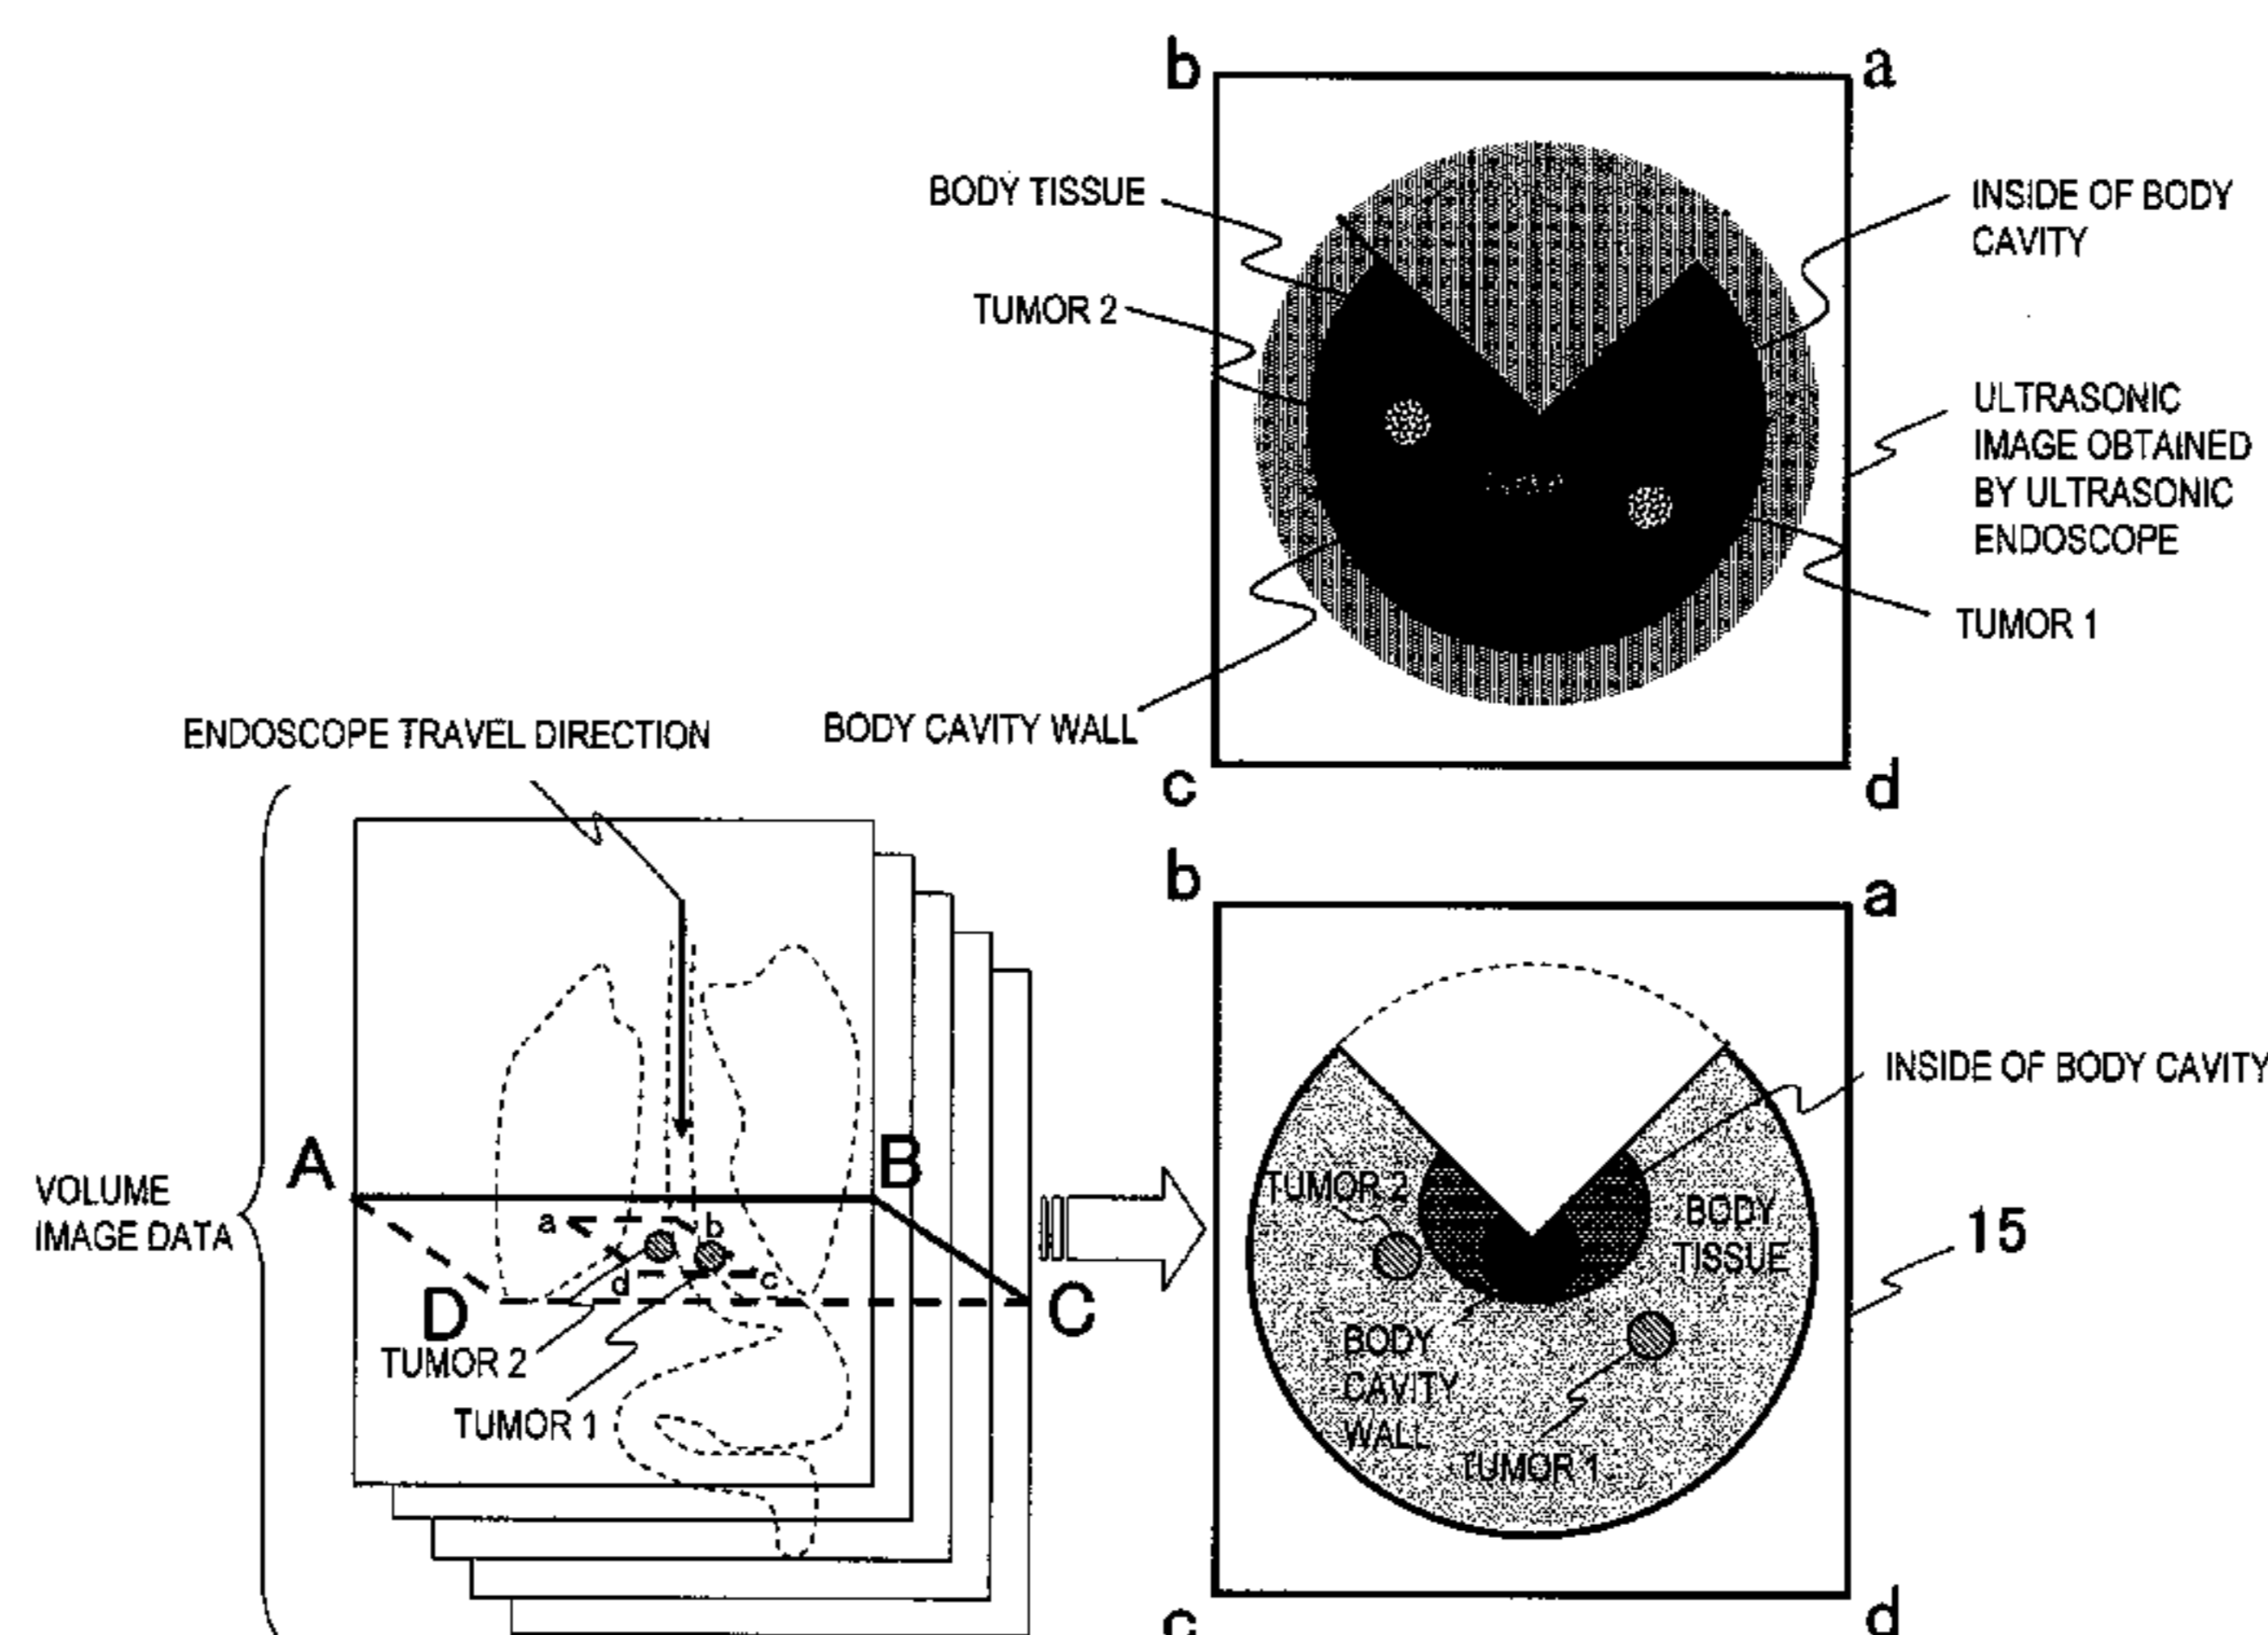 b
a
BODY TISSUE
TUMOR 2
INSIDE OF BODY
CAVITY
ULTRASONIC
IMAGE OBTAINED
BY ULTRASONIC
ENDOSCOPE
TUMOR 1
BODY CAVITY WALL
c
d
ENDOSCOPE TRAVEL DIRECTION
VOLUME
IMAGE DATA
A
B
C
D
a
b
c
d
TUMOR 2
TUMOR 1
b
a
INSIDE OF BODY CAVITY
TUMOR 2
BODY
TISSUE
15
BODY
CAVITY
WALL
TUMOR 1
c
d